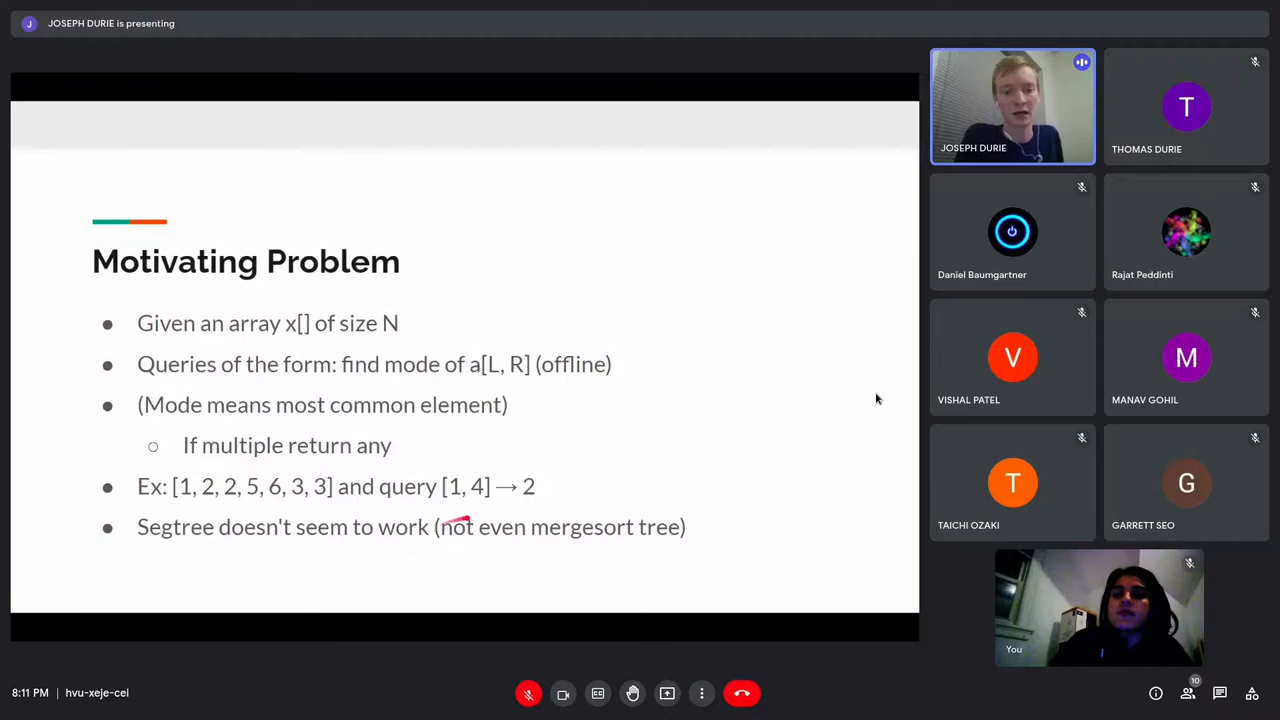 J JOSEPH DURIE is presenting
Motivating Problem
● Given an array x[] of size N
● Queries of the form: find mode of a[L, R] (offline)
● (Mode means most common element)
○ If multiple return any
● Ex: [1, 2, 2, 5, 6, 3, 3] and query [1, 4] → 2
● Segtree doesn't seem to work (not even mergesort tree)
JOSEPH DURIE
T
THOMAS DURIE
Daniel Baumgartner
Rajat Peddinti
V
VISHAL PATEL
M
MANAV GOHIL
T
TAICHI OZAKI
G
GARRETT SEO
You
8:11 PM | hvu-xeje-cei
CC
10